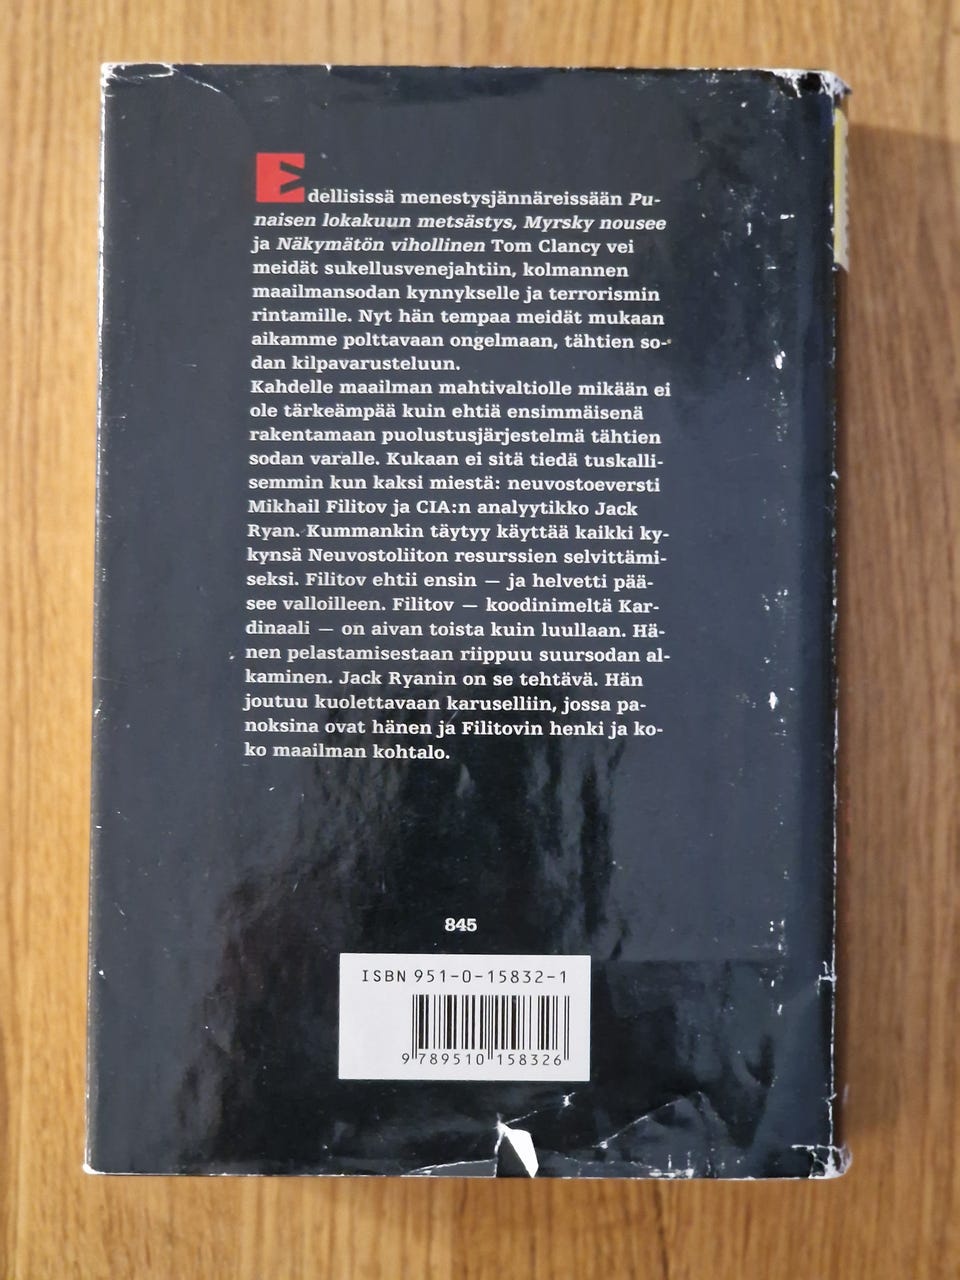 Edellisissä menestysjännäreissään Pu-
naisen lokakuun metsästys, Myrsky nousee
ja Näkymätön vihollinen Tom Clancy vei
meidät sukellusvenejahtiin, kolmannen
maailmansodan kynnykselle ja terrorismin
rintamille. Nyt hän tempaa meidät mukaan
aikamme polttavaan ongelmaan, tähtien so-
dan kilpavarusteluun.
Kahdelle maailman mahtivaltiolle mikään ei
ole tärkeämpää kuin ehtiä ensimmäisenä
rakentamaan puolustusjärjestelmä tähtien
sodan varalle. Kukaan ei sitä tiedä tuskalli-
semmin kun kaksi miestä: neuvostoeversti
Mikhail Filitov ja CIA:n analyytikko Jack
Ryan. Kummankin täytyy käyttää kaikki ky-
kynsä Neuvostoliiton resurssien selvittämi-
seksi. Filitov ehtii ensin — ja helvetti pää-
see valloilleen. Filitov — koodinimeltä Kar-
dinaali — on aivan toista kuin luullaan. Hä-
nen pelastamisestaan riippuu suursodan al-
kaminen. Jack Ryanin on se tehtävä. Hän
joutuu kuolettavaan karuselliin, jossa pa-
noksina ovat hänen ja Filitovin henki ja ko-
ko maailman kohtalo.
845
ISBN 951-0-15832-1
9 789510 158326